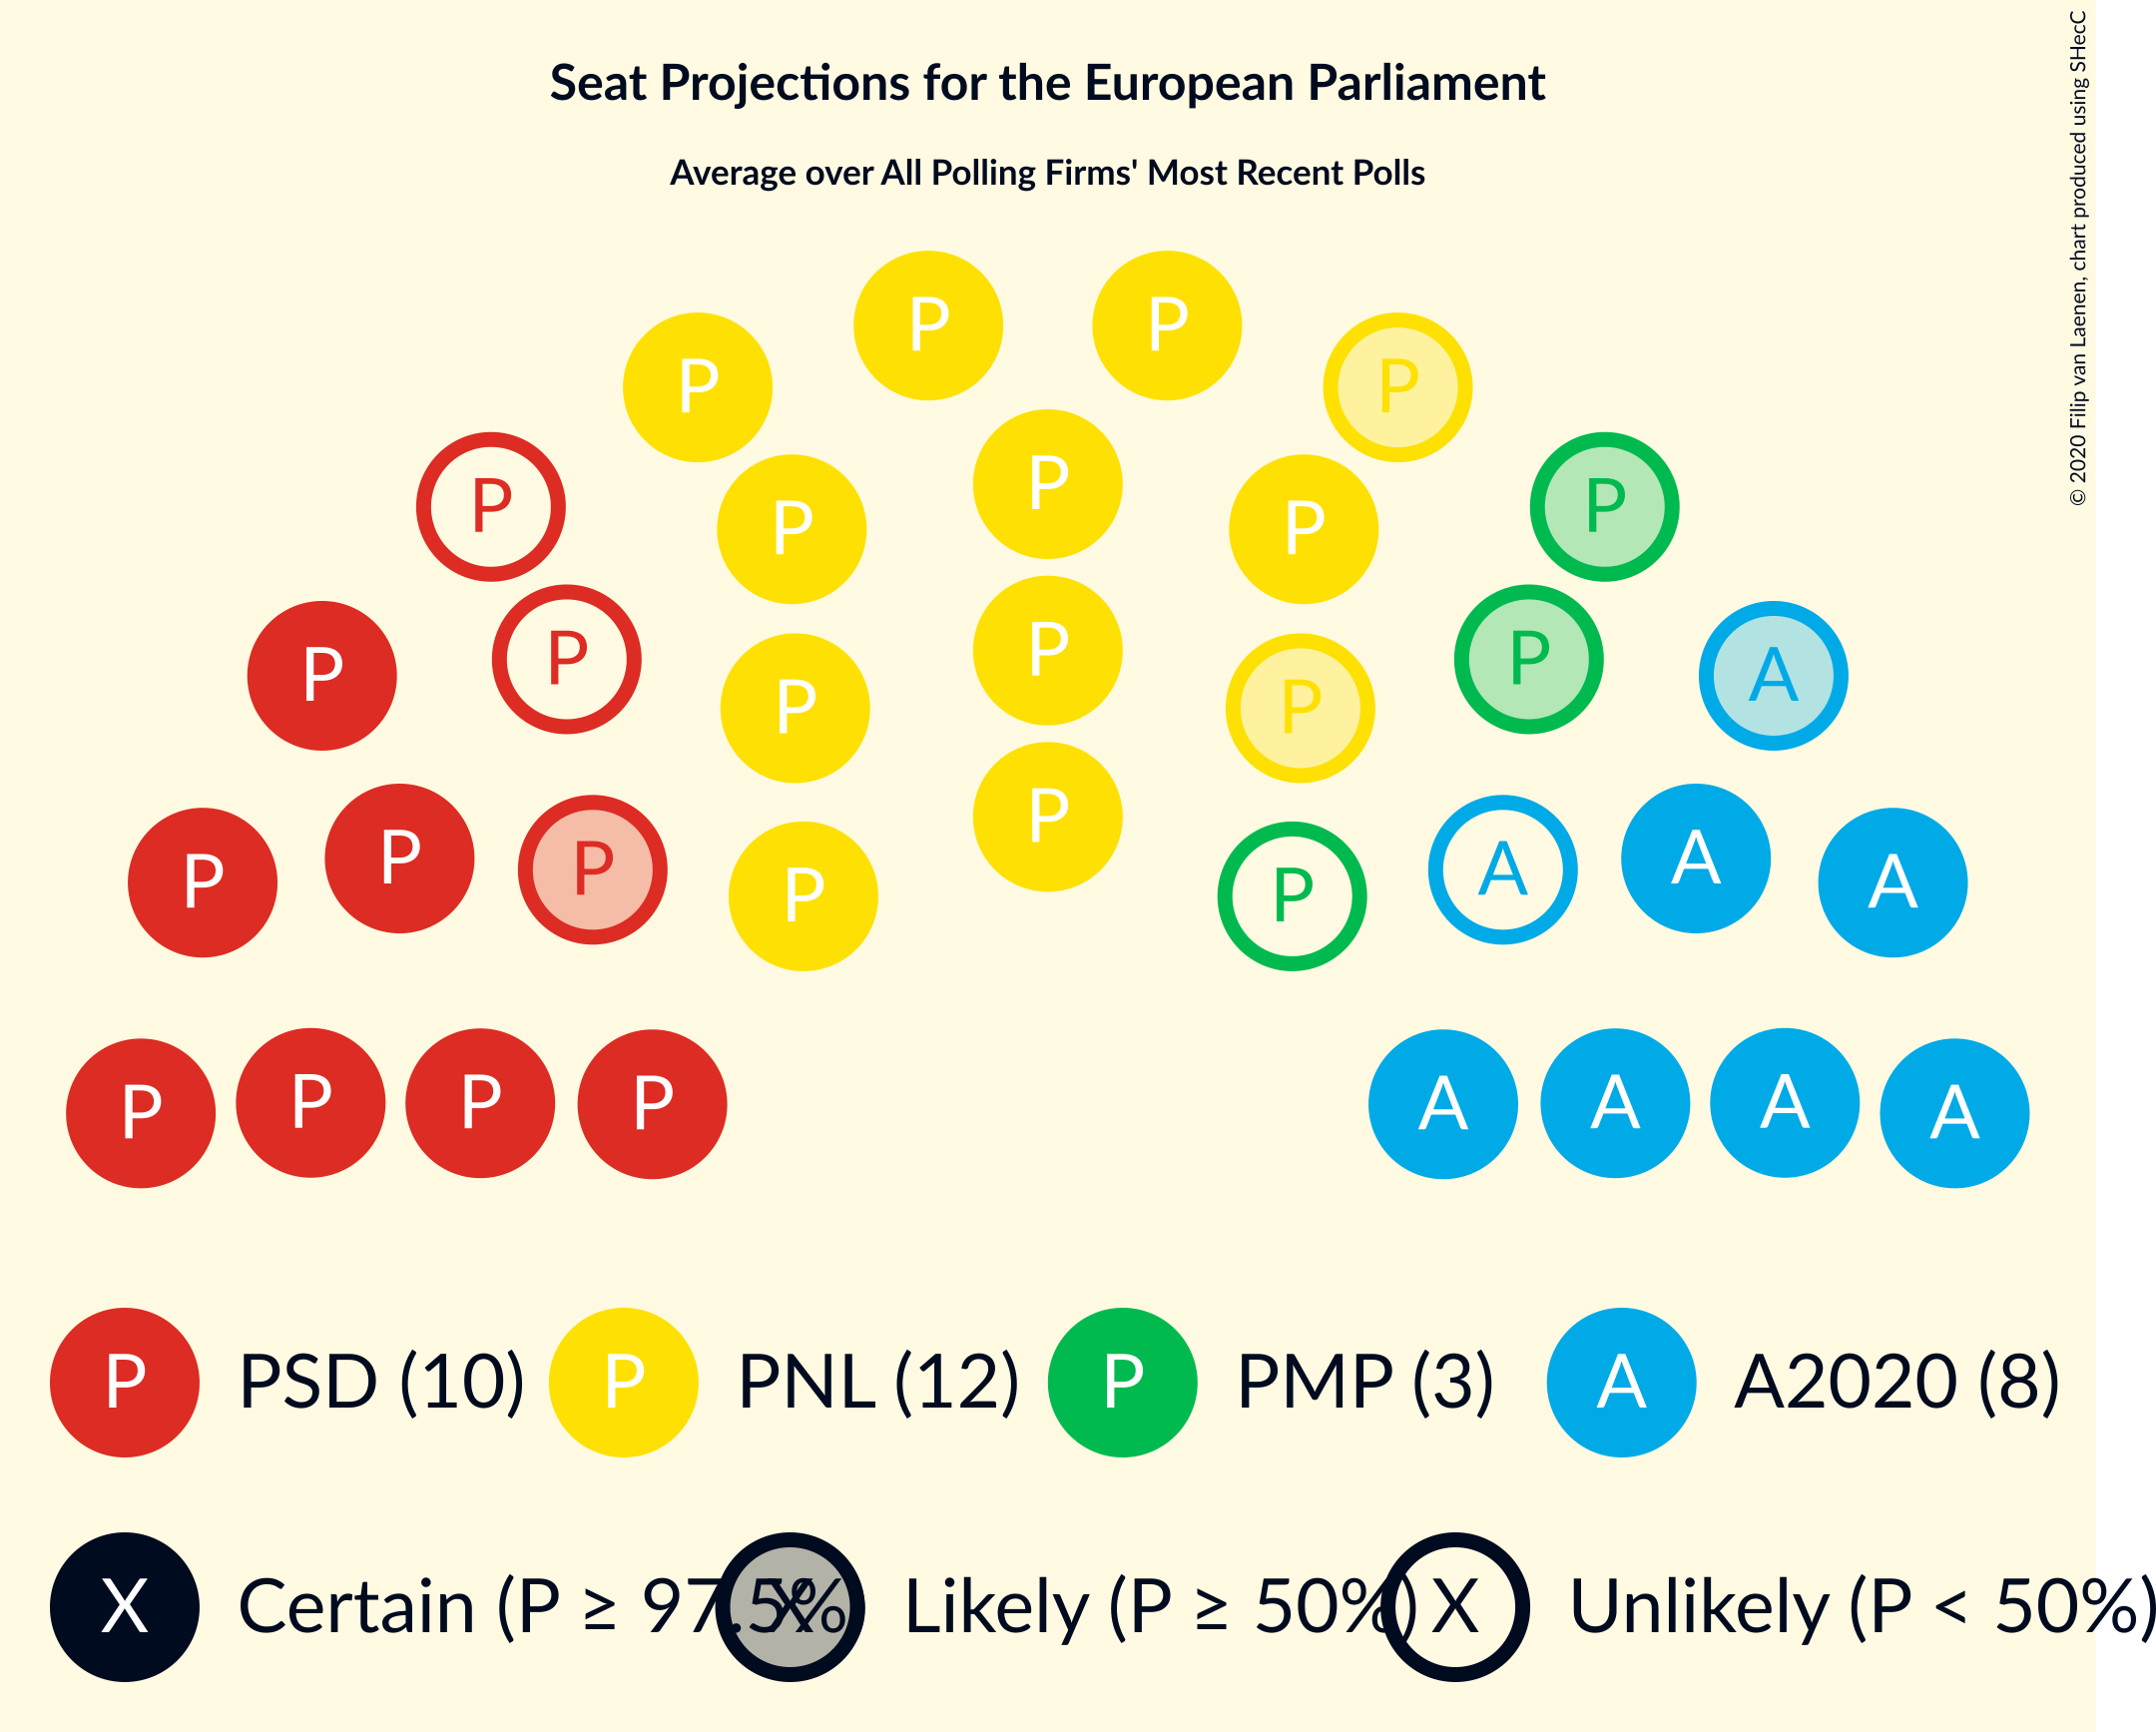 Seat Projections for the European Parliament
Average over All Polling Firms' Most Recent Polls
© 2020 Filip van Laenen, chart produced using SHecC
P P
P P
P
P P
P P
P P
P P P A
P P P
P P P A A
P P A
P P
P P P P A A A A
P PSD (10) P PNL (12) P PMP (3) A A2020 (8)
X Certain (P ≥ 97.5% X Likely (P ≥ 50%) X Unlikely (P < 50%)